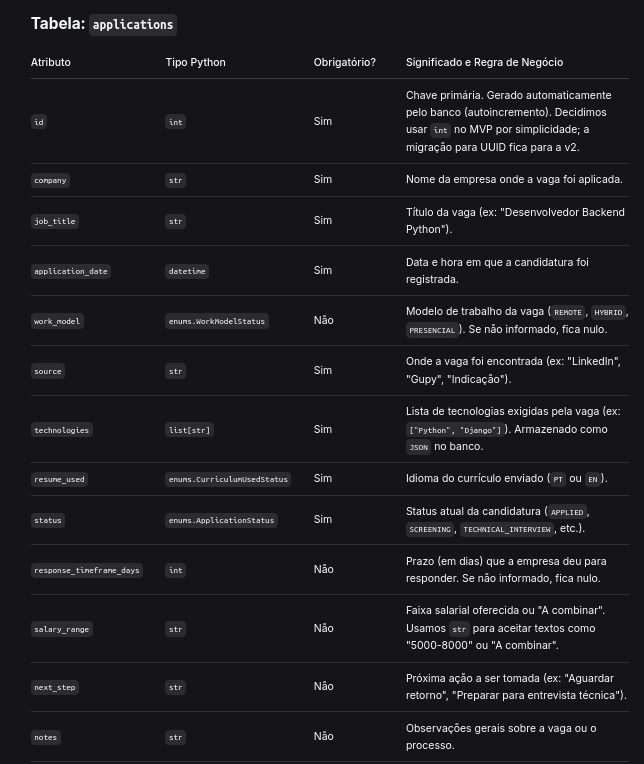 Tabela: applications
Atributo Tipo Python Obrigatório? Significado e Regra de Negócio
Chave primária. Gerado automaticamente
pelo banco (autoincremento). Decidimos
id int Sim
usar int no MVP por simplicidade; a
migração para UUID fica para a v2.
company str Sim Nome da empresa onde a vaga foi aplicada.
job_title str Sim Título da vaga (ex: "Desenvolvedor Backend
Python").
application_date datetime Sim Data e hora em que a candidatura foi
registrada.
work_model enums.WorkModelStatus Não Modelo de trabalho da vaga ( REMOTE , HYBRID ,
PRESENCIAL ). Se não informado, fica nulo.
source str Sim Onde a vaga foi encontrada (ex: "LinkedIn",
"Gupy", "Indicação").
Lista de tecnologias exigidas pela vaga (ex:
technologies list[str] Sim ["Python", "Django"] ). Armazenado como
JSON no banco.
resume_used enums.CurriculumUsedStatus Sim Idioma do currículo enviado ( PT ou EN ).
status enums.ApplicationStatus Sim Status atual da candidatura ( APPLIED ,
SCREENING , TECHNICAL_INTERVIEW , etc.).
response_timeframe_days int Não Prazo (em dias) que a empresa deu para
responder. Se não informado, fica nulo.
Faixa salarial oferecida ou "A combinar".
salary_range str Não Usamos str para aceitar textos como
"5000-8000" ou "A combinar".
next_step str Não Próxima ação a ser tomada (ex: "Aguardar
retorno", "Preparar para entrevista técnica").
notes str Não Observações gerais sobre a vaga ou o
processo.